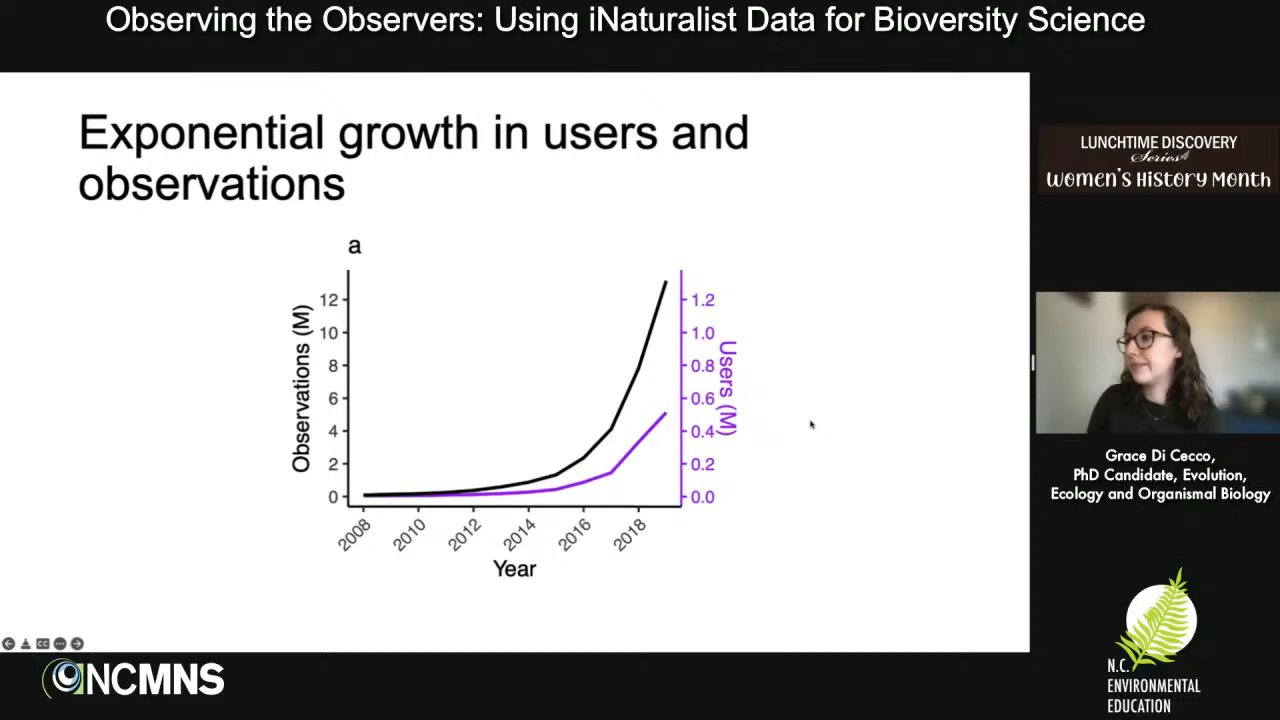 Observing the Observers: Using iNaturalist Data for Bioversity Science
Exponential growth in users and
observations
a
Observations (M)
12
10
8
6
4
2
0
1.2
1.0
0.8
0.6
0.4
0.2
0.0
Users (M)
2008
2010
2012
2014
2016
2018
Year
CC
LUNCHTIME DISCOVERY
Series
Women's History Month
Grace Di Cecco,
PhD Candidate, Evolution,
Ecology and Organismal Biology
NCMNS
N.C.
ENVIRONMENTAL
EDUCATION